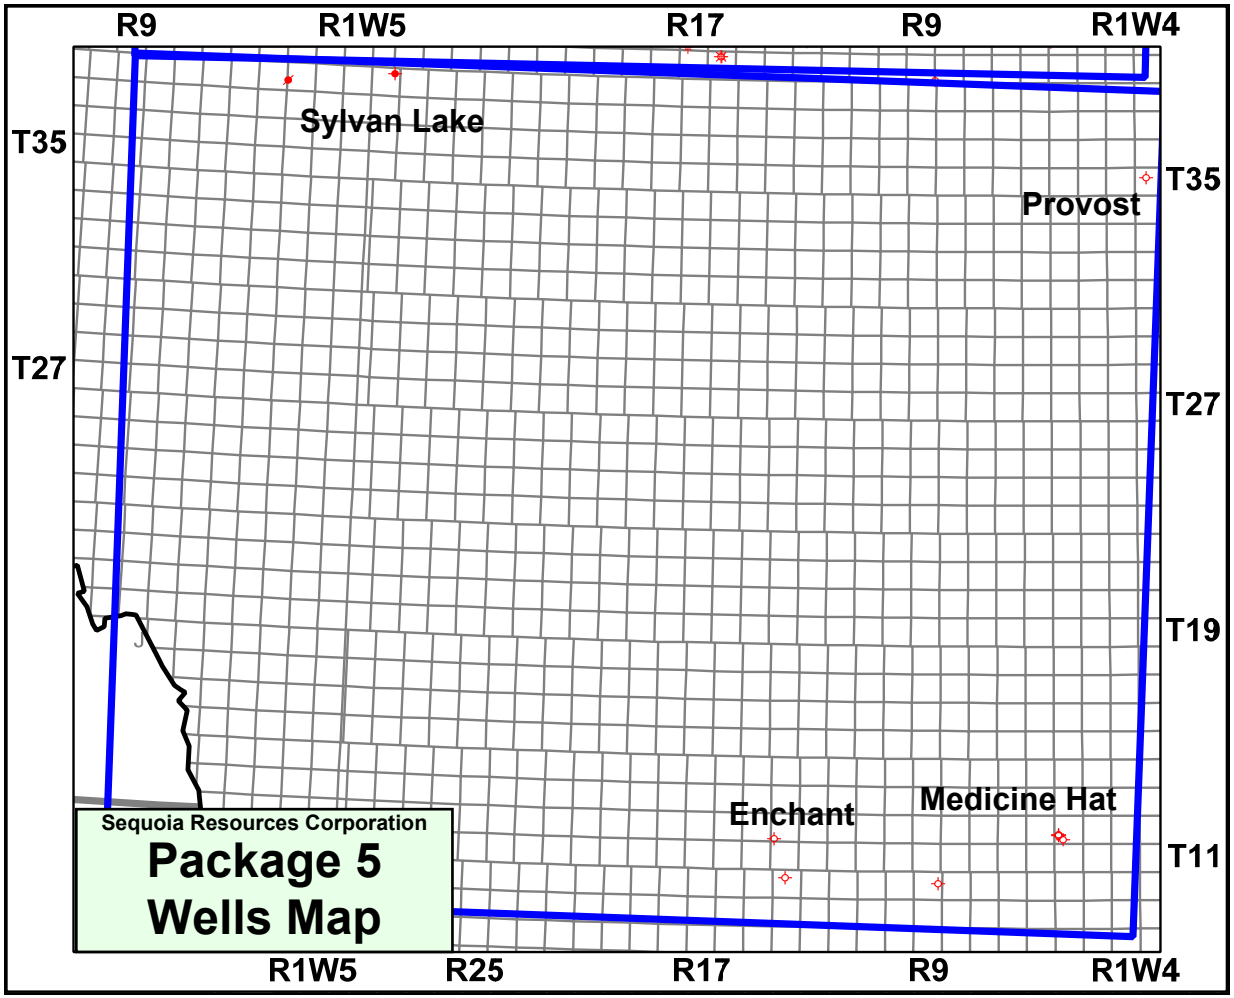 R9 R1W5 R17 R9 R1W4
Sylvan Lake
T35
T35
Provost
T27
T27
T19
J
Medicine Hat
Enchant
Sequoia Resources Corporation
Package 5
Wells Map
T11
R1W5 R25 R17 R9 R1W4